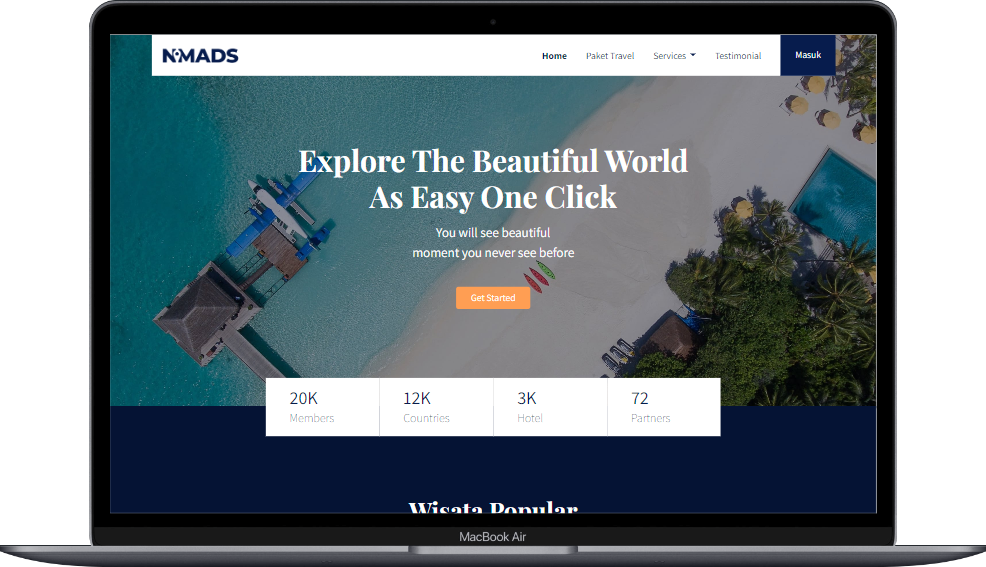 NOMADS
Home
Paket Travel
Services
Testimonial
Masuk
Explore The Beautiful World
As Easy One Click
You will see beautiful
moment you never see before
Get Started
20K
Members
12K
Countries
3K
Hotel
72
Partners
Wisata Popular
MacBook Air